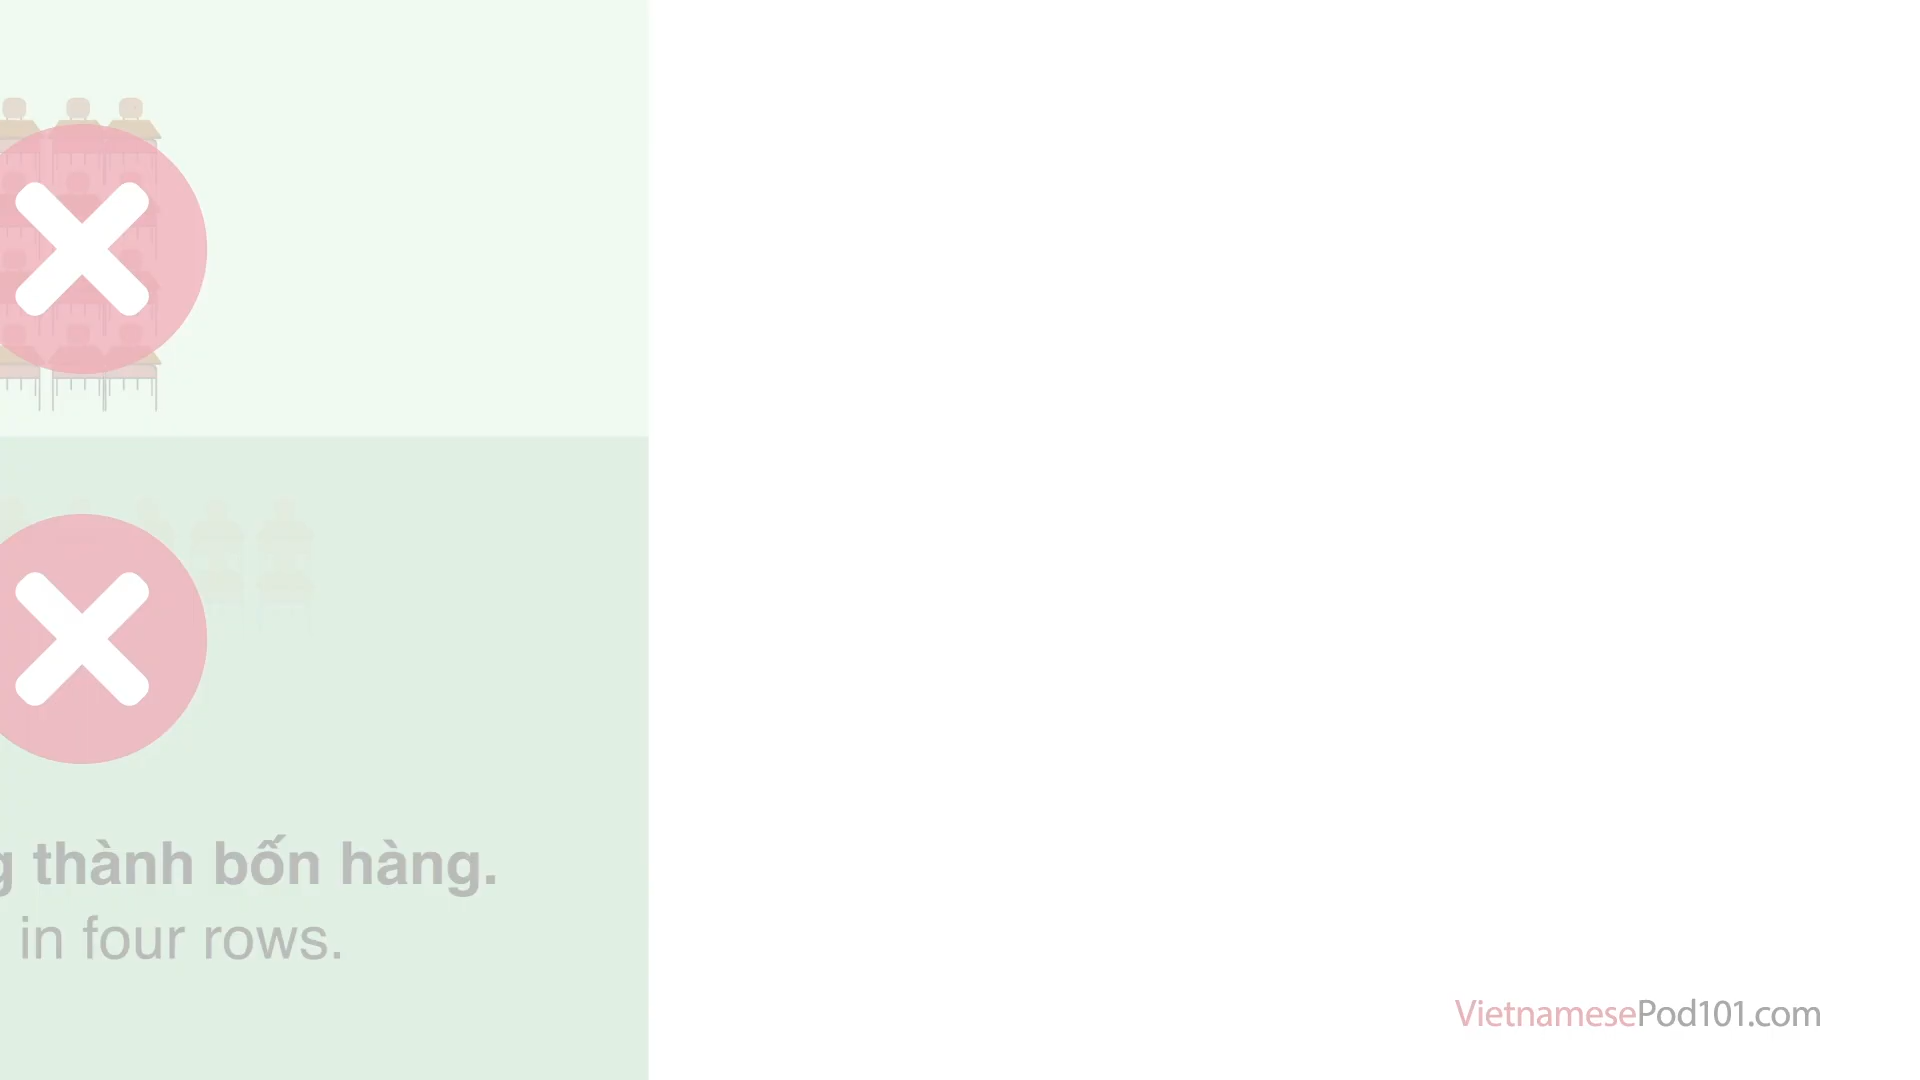 thành bốn hàng.
in four rows.
VietnamesePod101.com